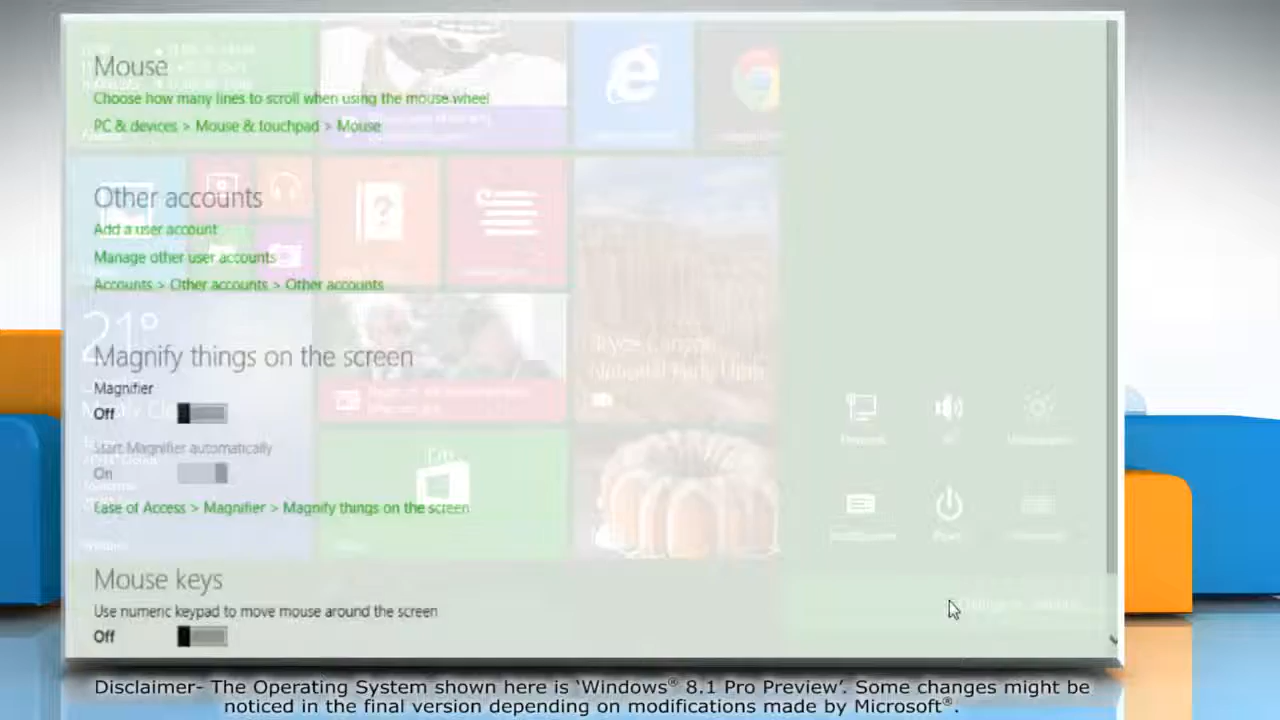 Mouse
Choose how many lines to scroll when using the mouse wheel
PC & devices > Mouse & touchpad > Mouse
Other accounts
Add a user account
Manage other user accounts
Accounts > Other accounts > Other accounts
21°
Magnify things on the screen
Magnifier
Off
Start Magnifier automatically
On
Ease of Access > Magnifier > Magnify things on the screen
Mouse keys
Use numeric keypad to move mouse around the screen
Off
Disclaimer- The Operating System shown here is 'Windows® 8.1 Pro Preview'. Some changes might be
noticed in the final version depending on modifications made by Microsoft®.